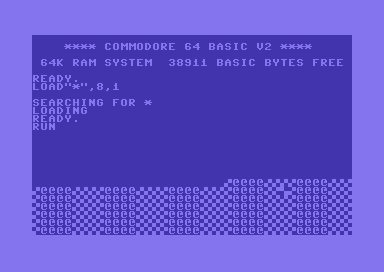 **** COMMODORE 64 BASIC V2 ****
64K RAM SYSTEM 38911 BASIC BYTES FREE
READY.
LOAD"*",8,1
SEARCHING FOR *
LOADING
READY.
RUN
@@@@ @@@@
@@@@ @@@@ @@@@ @@@@ @@@@
@@@@ @@@@ @@@@ @@@@ @@@@
@@@@ @@@@ @@@@ @@@@ @@@@
@@@@ @@@@ @@@@ @@@@ @@@@
@@@@ @@@@ @@@@ @@@@ @@@@
@@@@ @@@@ @@@@ @@@@ @@@@